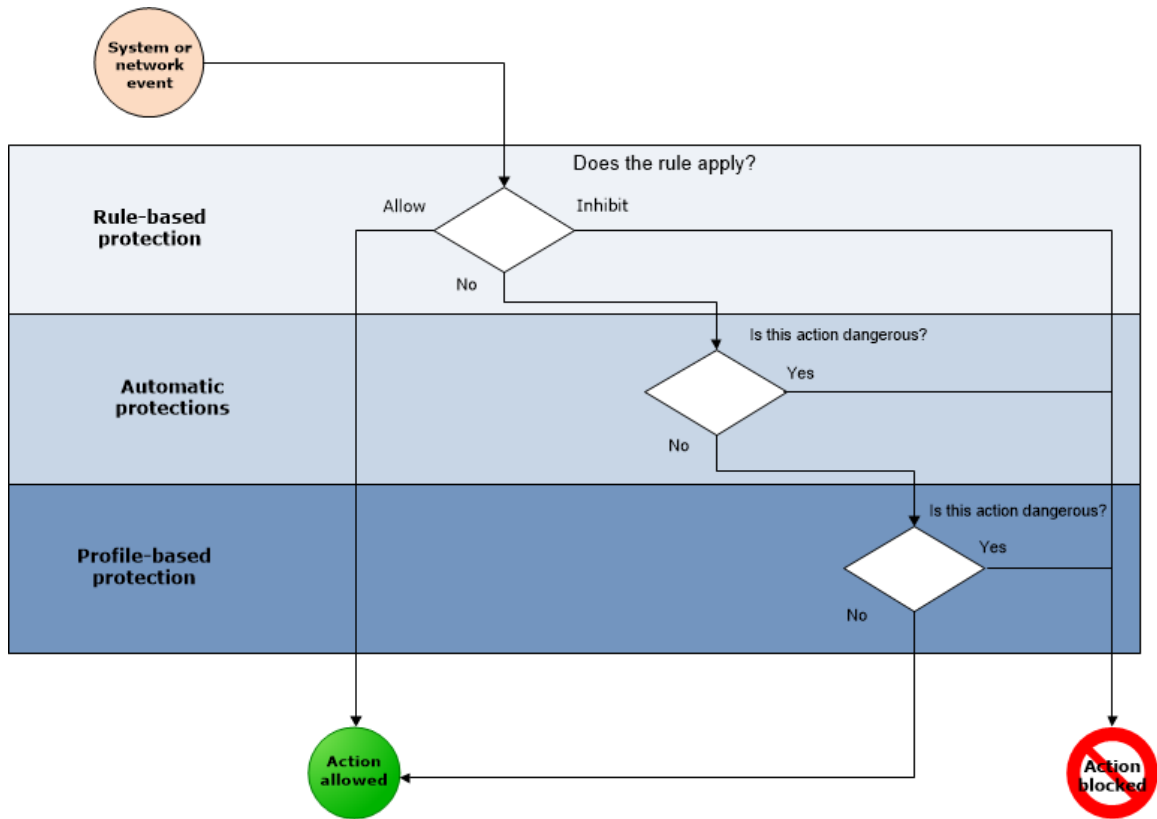 System or
network
event
Does the rule apply?
Allow
Inhibit
Rule-based
protection
No
Is this action dangerous?
Yes
Automatic
protections
No
Is this action dangerous?
Yes
Profile-based
protection
No
Action
allowed
Action
blocked